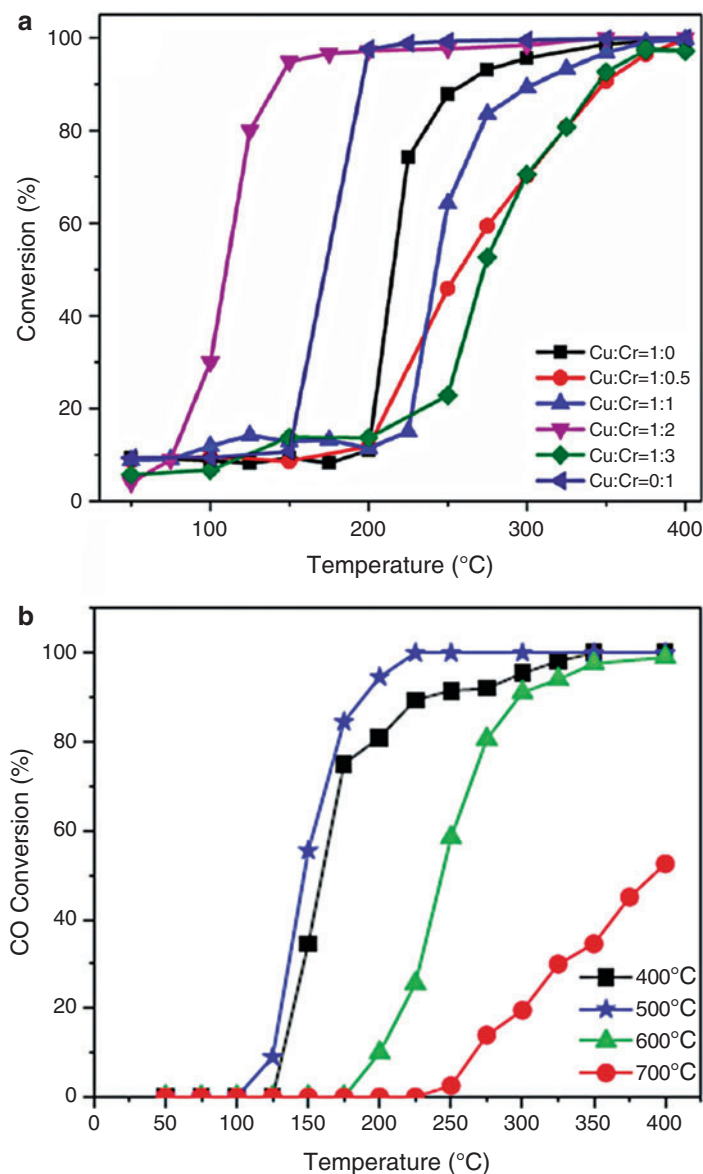 a
100
80
60
40
20
0
Conversion (%)
Cu:Cr=1:0
Cu:Cr=1:0.5
Cu:Cr=1:1
Cu:Cr=1:2
Cu:Cr=1:3
Cu:Cr=0:1
100
200
300
400
Temperature (°C)
b
100
80
60
40
20
0
CO Conversion (%)
400°C
500°C
600°C
700°C
0
50
100
150
200
250
300
350
400
Temperature (°C)